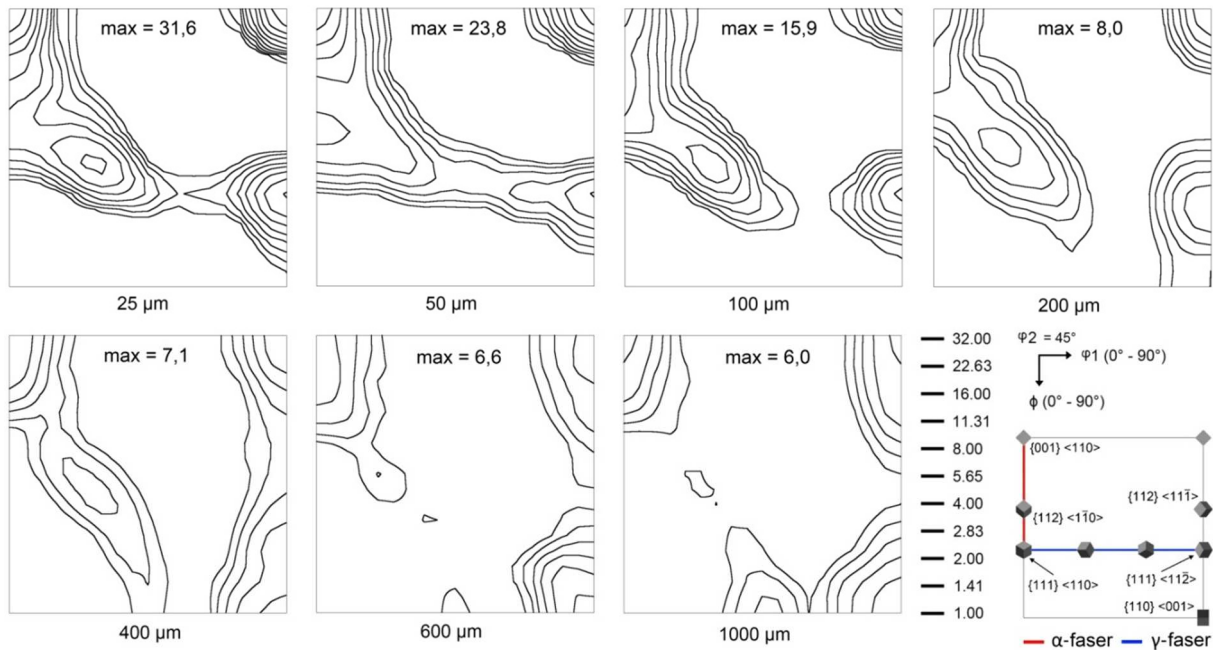 max = 31,6
max = 23,8
max = 15,9
max = 8,0
25 µm
50 µm
100 µm
200 µm
max = 7,1
max = 6,6
max = 6,0
400 µm
600 µm
1000 µm
32.00
22.63
16.00
11.31
8.00
5.65
4.00
2.83
2.00
1.41
1.00
φ2 = 45°
φ1 (0° - 90°)
ϕ (0° - 90°)
{001} <110>
{112} <111̄>
{112} <11̄0>
{111} <110>
{111} <112̄>
{110} <001>
α-faser
γ-faser